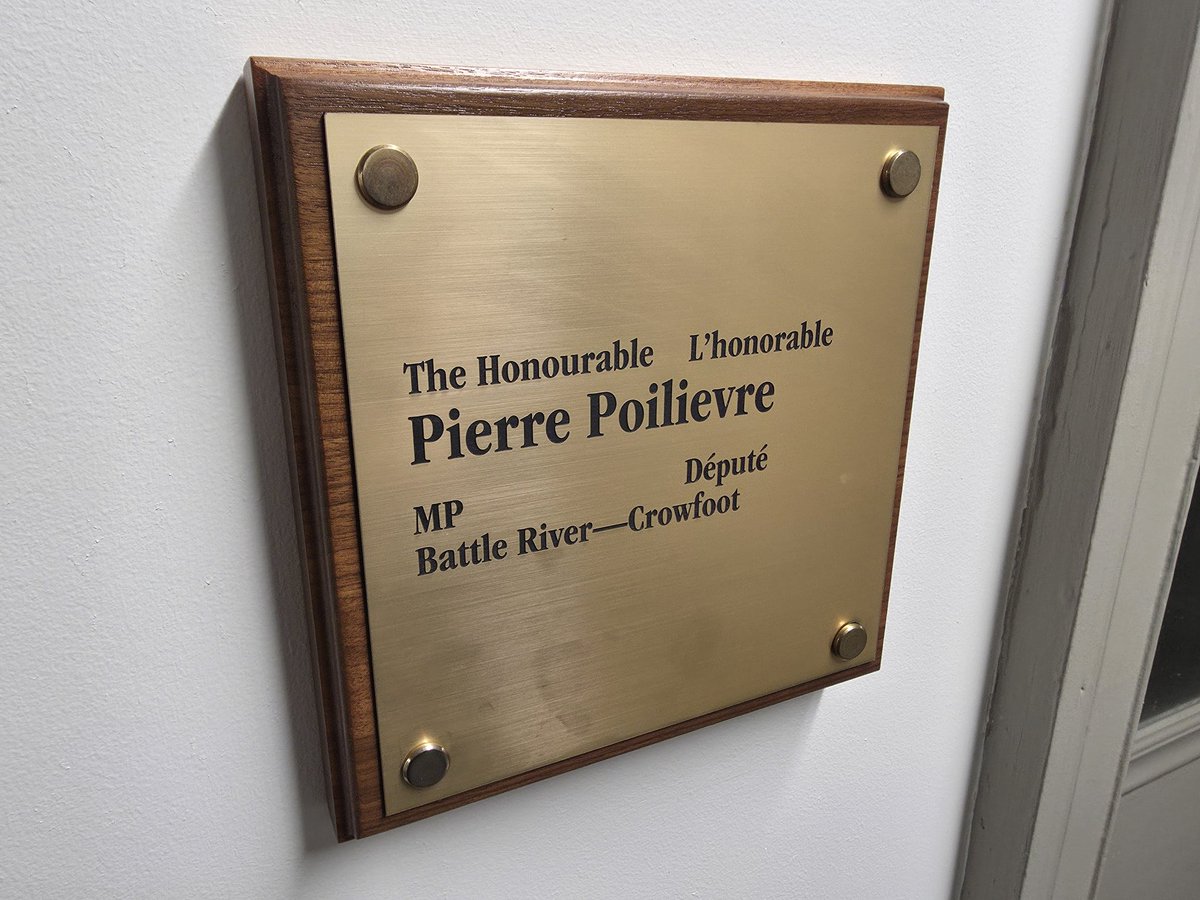 The Honourable L’honorable
Pierre Poilievre
MP Député
Battle River—Crowfoot